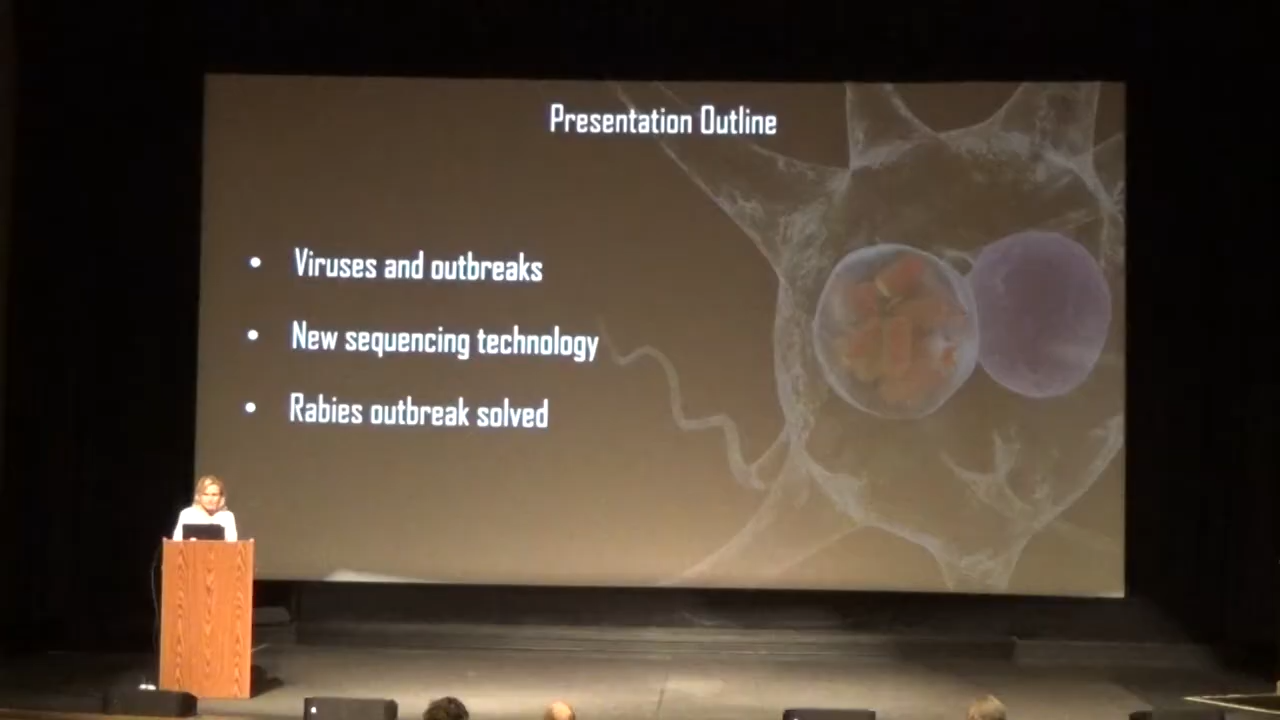 Presentation Outline
• Viruses and outbreaks
• New sequencing technology
• Rabies outbreak solved